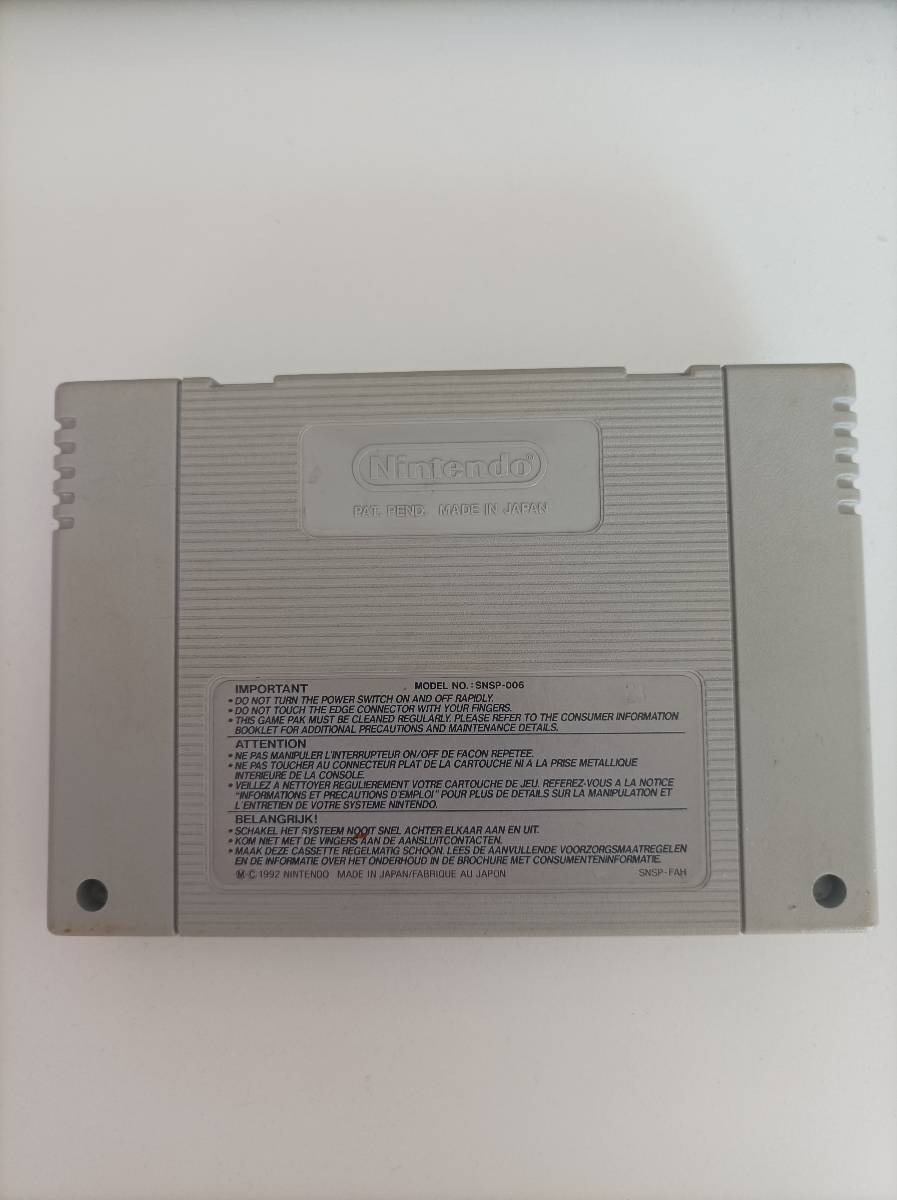 Nintendo®
PAT. PEND. MADE IN JAPAN
IMPORTANT MODEL NO.: SNSP-006
• DO NOT TURN THE POWER SWITCH ON AND OFF RAPIDLY.
• DO NOT TOUCH THE EDGE CONNECTOR WITH YOUR FINGERS.
• THIS GAME PAK MUST BE CLEANED REGULARLY. PLEASE REFER TO THE CONSUMER INFORMATION
BOOKLET FOR ADDITIONAL PRECAUTIONS AND MAINTENANCE DETAILS.
ATTENTION
• NE PAS MANIPULER L'INTERRUPTEUR ON/OFF DE FACON REPETEE.
• NE PAS TOUCHER AU CONNECTEUR PLAT DE LA CARTOUCHE NI A LA PRISE METALLIQUE
INTERIEURE DE LA CONSOLE.
• VEILLEZ A NETTOYER REGULIEREMENT VOTRE CARTOUCHE DE JEU. REFEREZ-VOUS A LA NOTICE
"INFORMATIONS ET PRECAUTIONS D'EMPLOI" POUR PLUS DE DETAILS SUR LA MANIPULATION ET
L'ENTRETIEN DE VOTRE SYSTEME NINTENDO.
BELANGRIJK!
• SCHAKEL HET SYSTEEM NOOIT SNEL ACHTER ELKAAR AAN EN UIT.
• KOM NIET MET DE VINGERS AAN DE AANSLUITCONTACTEN.
• MAAK DEZE CASSETTE REGELMATIG SCHOON. LEES DE AANVULLENDE VOORZORGSMAATREGELEN
EN DE INFORMATIE OVER HET ONDERHOUD IN DE BROCHURE MET CONSUMENTENINFORMATIE.
Ⓜ © 1992 NINTENDO MADE IN JAPAN/FABRIQUE AU JAPON SNSP-FAH